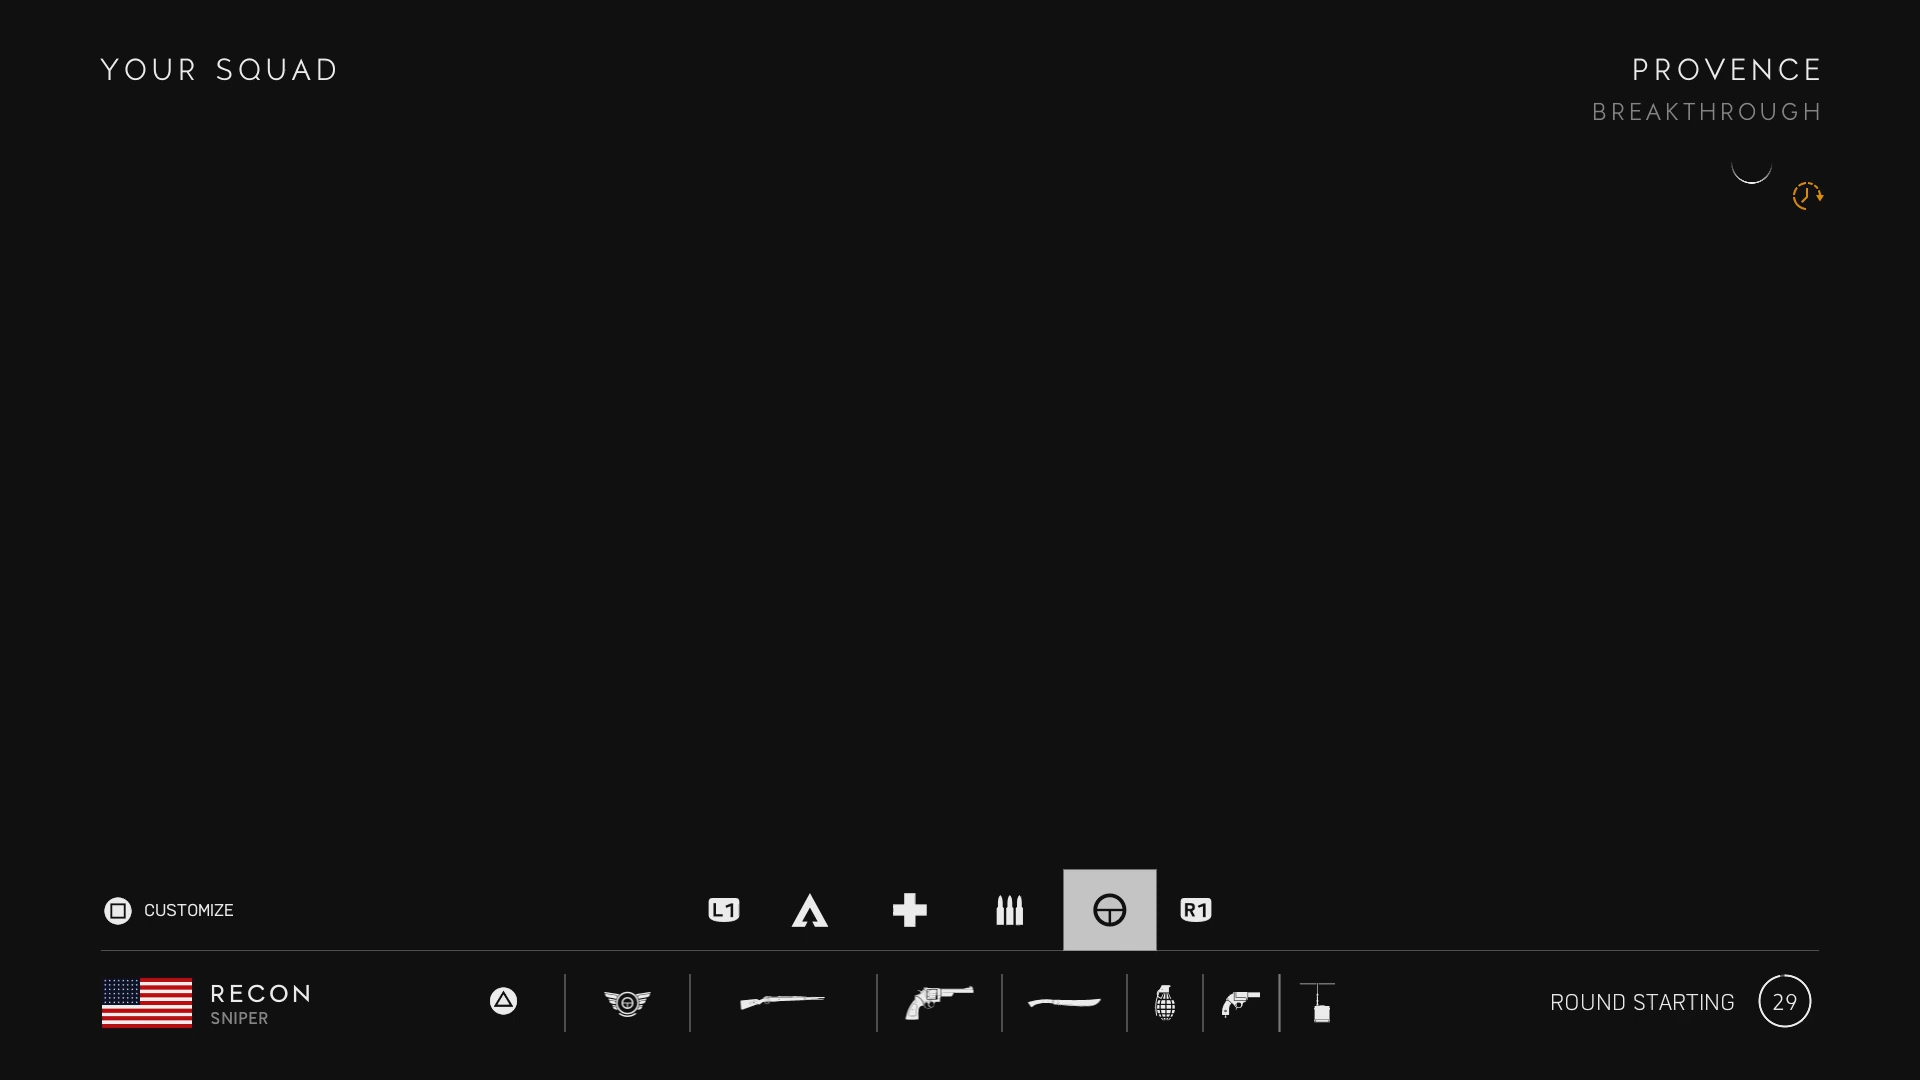 YOUR SQUAD
PROVENCE
BREAKTHROUGH
CUSTOMIZE
L1
R1
RECON
SNIPER
ROUND STARTING 29